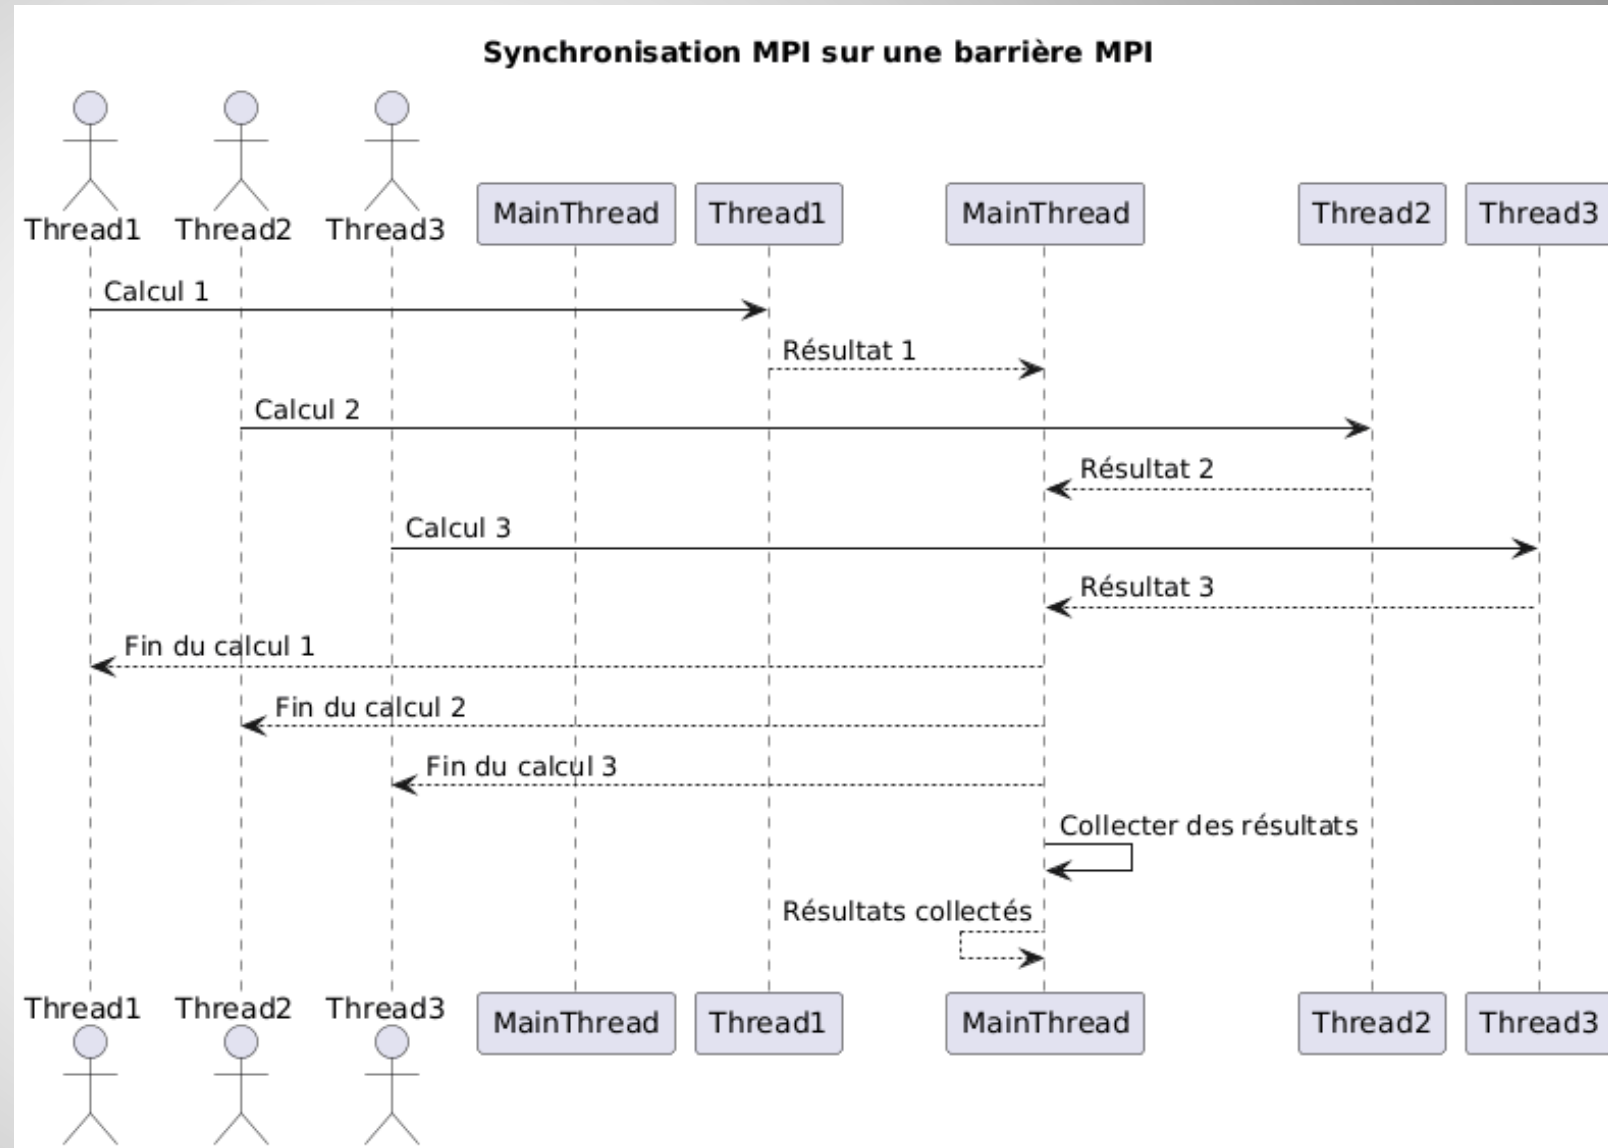 Synchronisation MPI sur une barrière MPI
Thread1 Thread2 Thread3 MainThread Thread1 MainThread Thread2 Thread3
Calcul 1
Résultat 1
Calcul 2
Résultat 2
Calcul 3
Résultat 3
Fin du calcul 1
Fin du calcul 2
Fin du calcul 3
Collecter des résultats
Résultats collectés
Thread1 Thread2 Thread3 MainThread Thread1 MainThread Thread2 Thread3